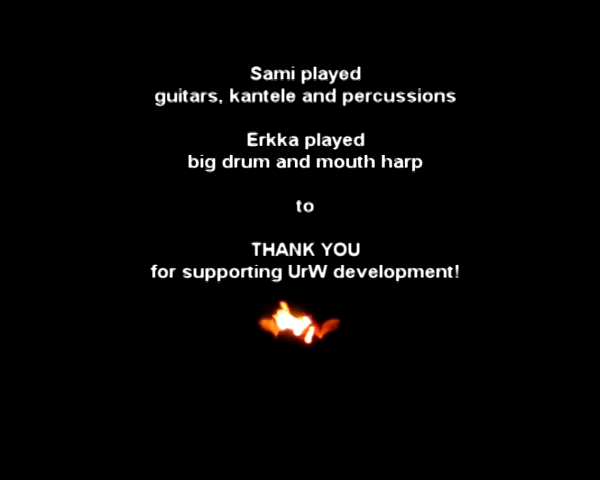 Sami played
guitars, kantele and percussions
Erkka played
big drum and mouth harp
to
THANK YOU
for supporting UrW development!